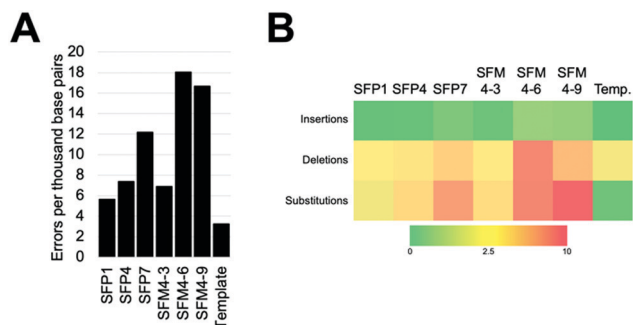 A
Errors per thousand base pairs
20
18
16
14
12
10
8
6
4
2
0
SFP1
SFP4
SFP7
SFM4-3
SFM4-6
SFM4-9
Template
B
SFP1 SFP4 SFP7 SFM 4-3 SFM 4-6 SFM 4-9 Temp.
Insertions
Deletions
Substitutions
0 2.5 10